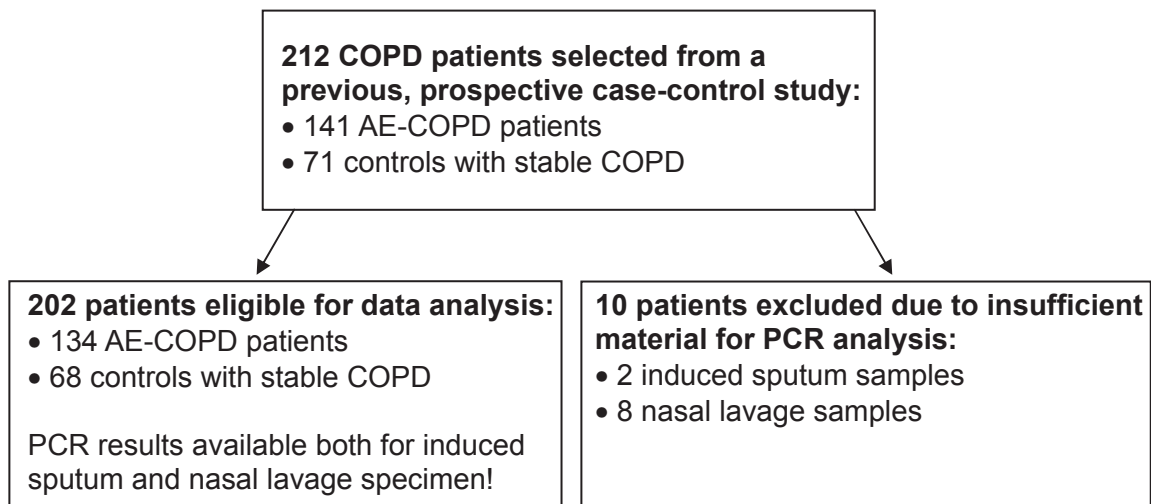 212 COPD patients selected from a
previous, prospective case-control study:
• 141 AE-COPD patients
• 71 controls with stable COPD
202 patients eligible for data analysis:
• 134 AE-COPD patients
• 68 controls with stable COPD
PCR results available both for induced
sputum and nasal lavage specimen!
10 patients excluded due to insufficient
material for PCR analysis:
• 2 induced sputum samples
• 8 nasal lavage samples